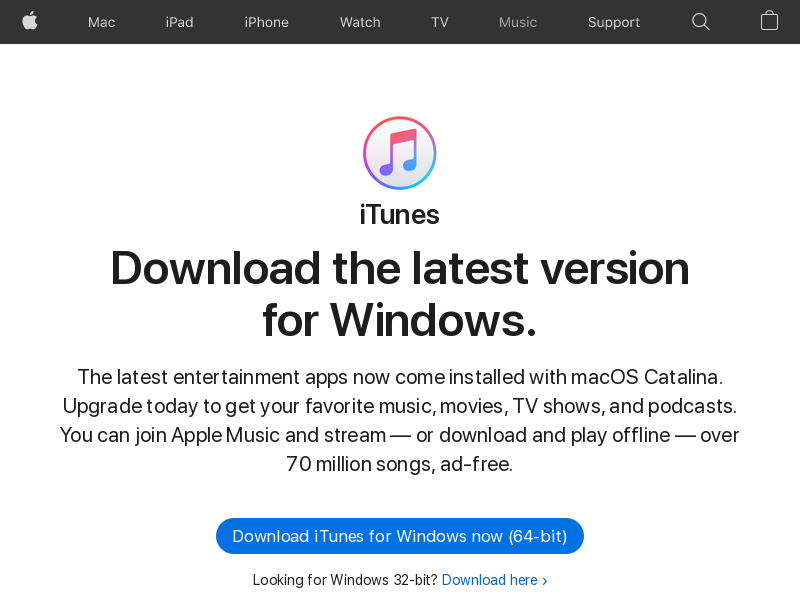 Mac iPad iPhone Watch TV Music Support
iTunes
Download the latest version
for Windows.
The latest entertainment apps now come installed with macOS Catalina.
Upgrade today to get your favorite music, movies, TV shows, and podcasts.
You can join Apple Music and stream — or download and play offline — over
70 million songs, ad-free.
Download iTunes for Windows now (64-bit)
Looking for Windows 32-bit? Download here ›